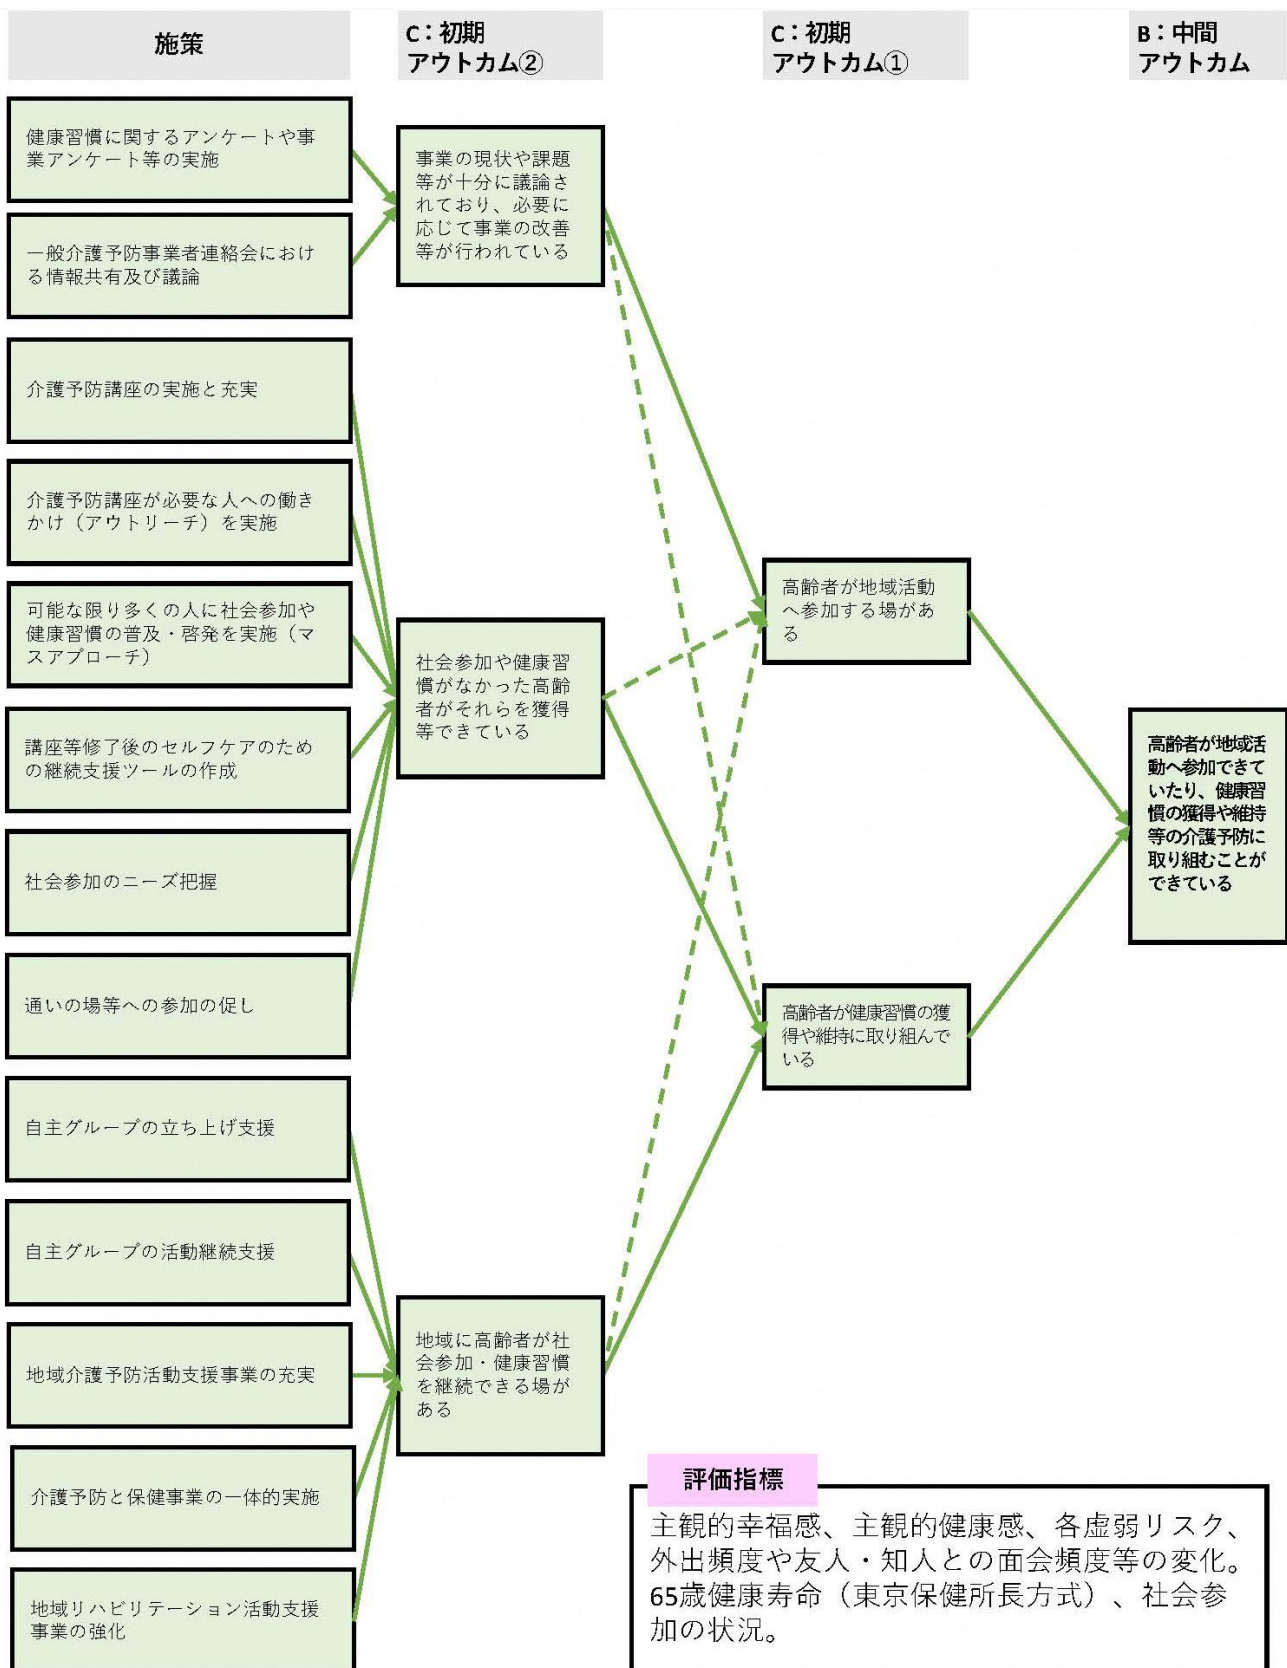 施策
C:初期
アウトカム②
C:初期
アウトカム①
B:中間
アウトカム
健康習慣に関するアンケートや事
業アンケート等の実施
一般介護予防事業者連絡会におけ
る情報共有及び議論
介護予防講座の実施と充実
介護予防講座が必要な人への働き
かけ（アウトリーチ）を実施
可能な限り多くの人に社会参加や
健康習慣の普及・啓発を実施（マ
スアプローチ）
講座等修了後のセルフケアのため
の継続支援ツールの作成
社会参加のニーズ把握
通いの場等への参加の促し
自主グループの立ち上げ支援
自主グループの活動継続支援
地域介護予防活動支援事業の充実
介護予防と保健事業の一体的実施
地域リハビリテーション活動支援
事業の強化
事業の現状や課題
等が十分に議論さ
れており、必要に
応じて事業の改善
等が行われている
社会参加や健康習
慣がなかった高齢
者がそれらを獲得
等できている
地域に高齢者が社
会参加・健康習慣
を継続できる場が
ある
高齢者が地域活動
へ参加する場があ
る
高齢者が健康習慣の獲
得や維持に取り組んで
いる
高齢者が地域活
動へ参加できて
いたり、健康習
慣の獲得や維持
等の介護予防に
取り組むことが
できている
評価指標
主観的幸福感、主観的健康感、各虚弱リスク、
外出頻度や友人・知人との面会頻度等の変化。
65歳健康寿命（東京保健所長方式）、社会参
加の状況。